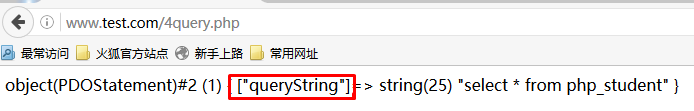 www.test.com/4query.php
最常访问 火狐官方站点 新手上路 常用网址
object(PDOStatement)#2 (1) ["queryString"]=> string(25) "select * from php_student" }